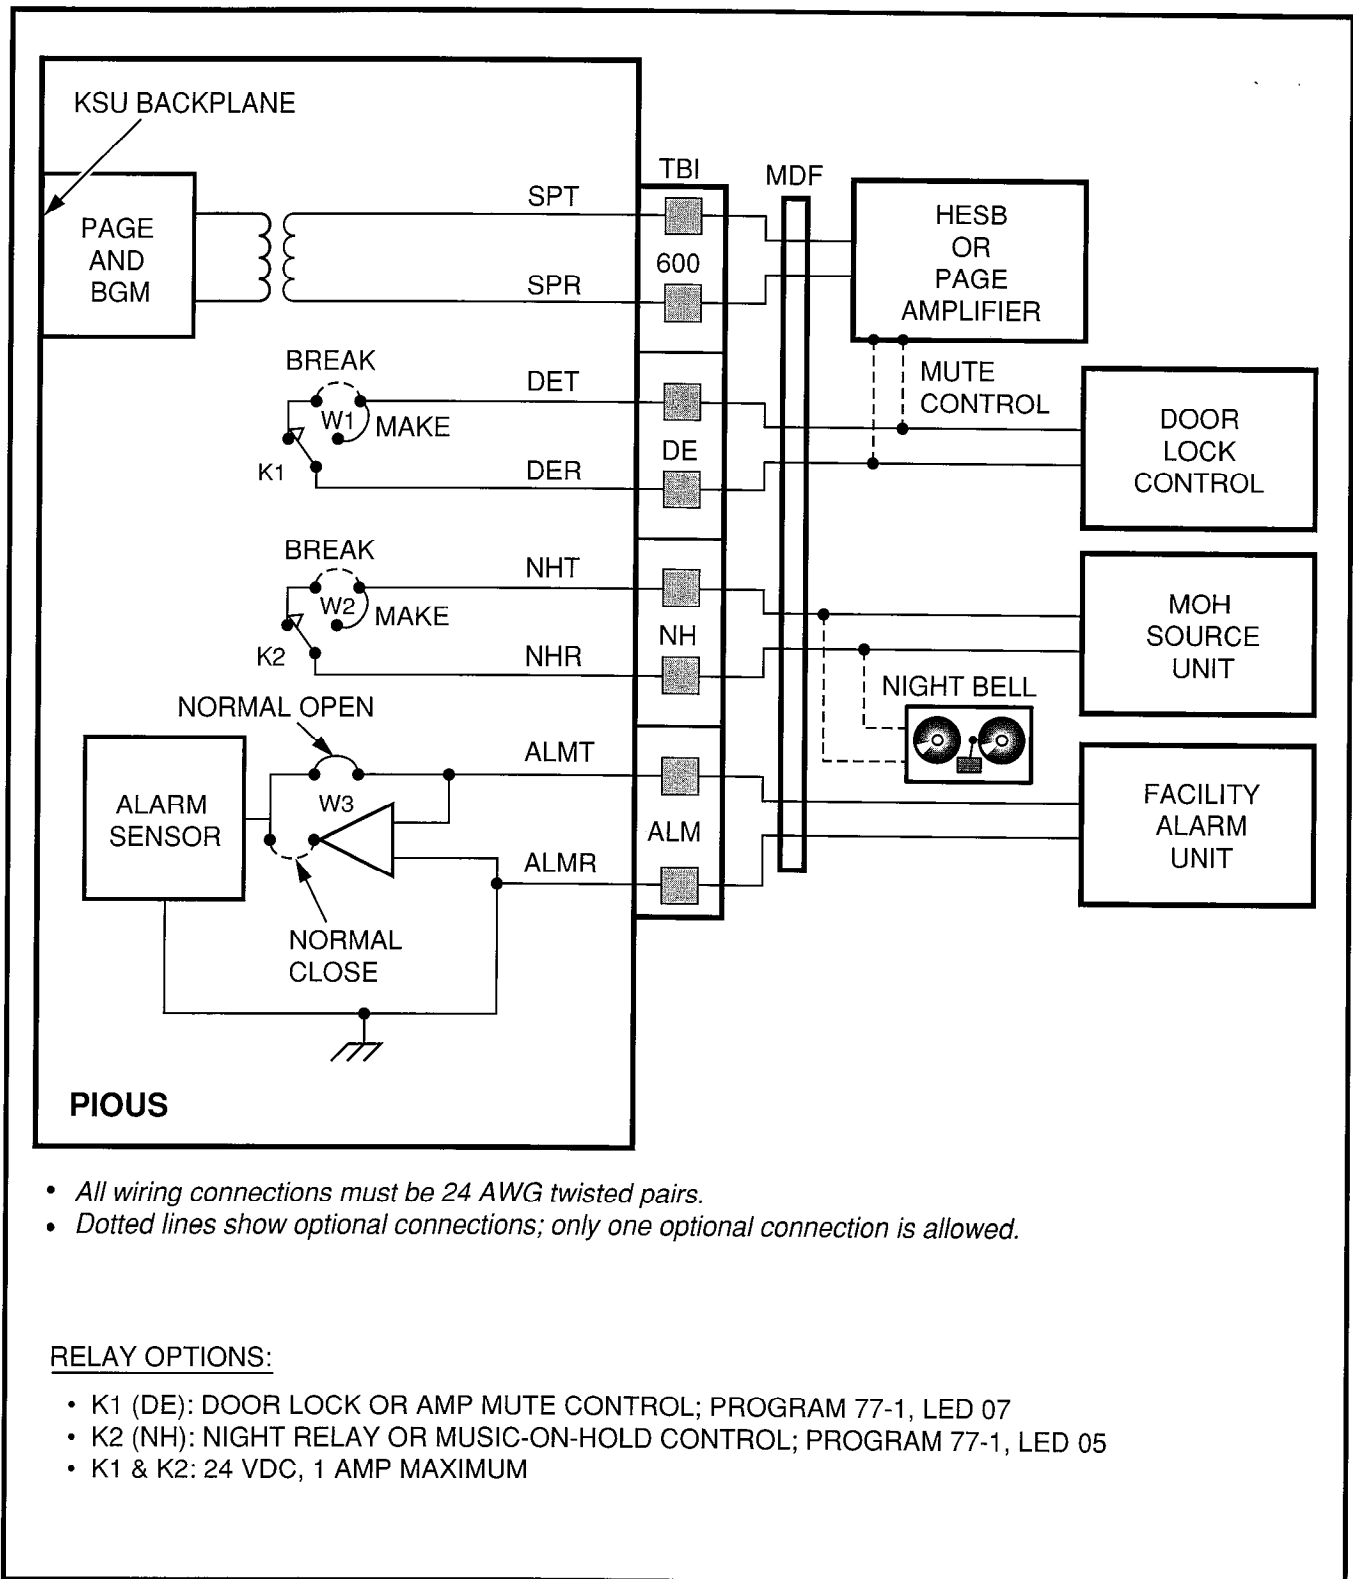 KSU BACKPLANE
PAGE
AND
BGM
SPT
SPR
TBI
600
MDF
HESB
OR
PAGE
AMPLIFIER
BREAK
W1
MAKE
K1
DET
DER
DE
MUTE
CONTROL
DOOR
LOCK
CONTROL
BREAK
W2
MAKE
K2
NHT
NHR
NH
NIGHT BELL
MOH
SOURCE
UNIT
NORMAL OPEN
ALARM
SENSOR
W3
NORMAL
CLOSE
ALMT
ALMR
ALM
FACILITY
ALARM
UNIT
PIOUS
• All wiring connections must be 24 AWG twisted pairs.
• Dotted lines show optional connections; only one optional connection is allowed.
RELAY OPTIONS:
• K1 (DE): DOOR LOCK OR AMP MUTE CONTROL; PROGRAM 77-1, LED 07
• K2 (NH): NIGHT RELAY OR MUSIC-ON-HOLD CONTROL; PROGRAM 77-1, LED 05
• K1 & K2: 24 VDC, 1 AMP MAXIMUM